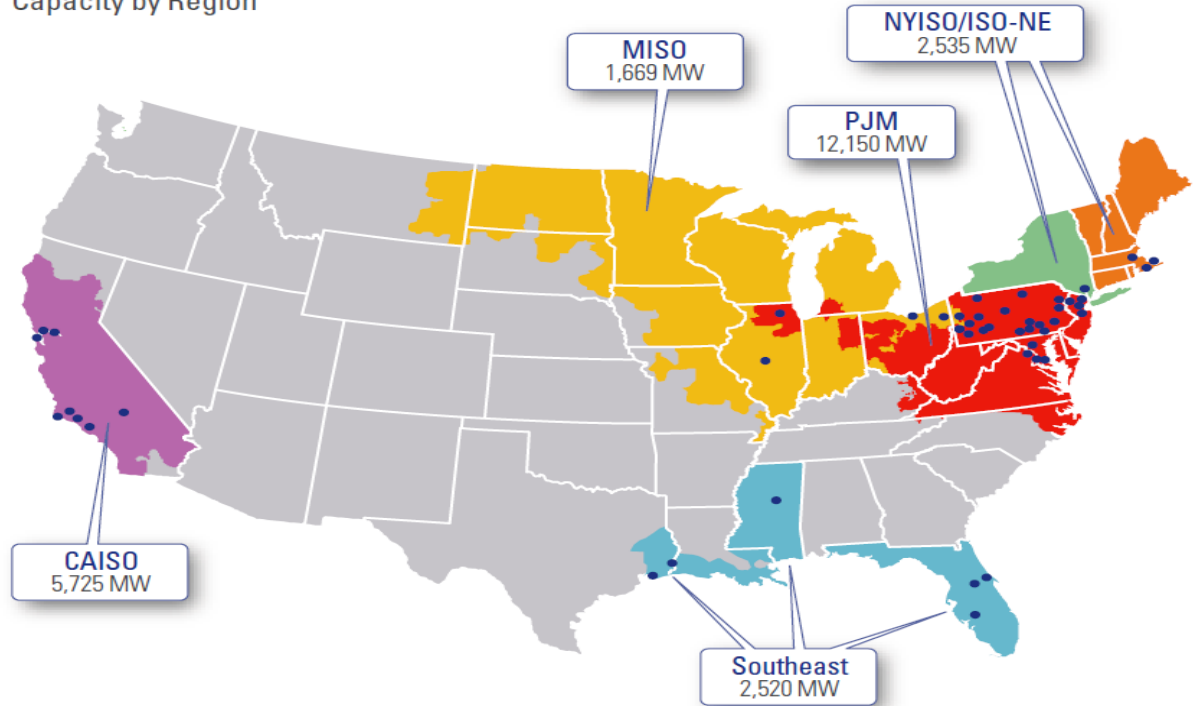 Capacity by Region
NYISO/ISO-NE
2,535 MW
MISO
1,669 MW
PJM
12,150 MW
CAISO
5,725 MW
Southeast
2,520 MW